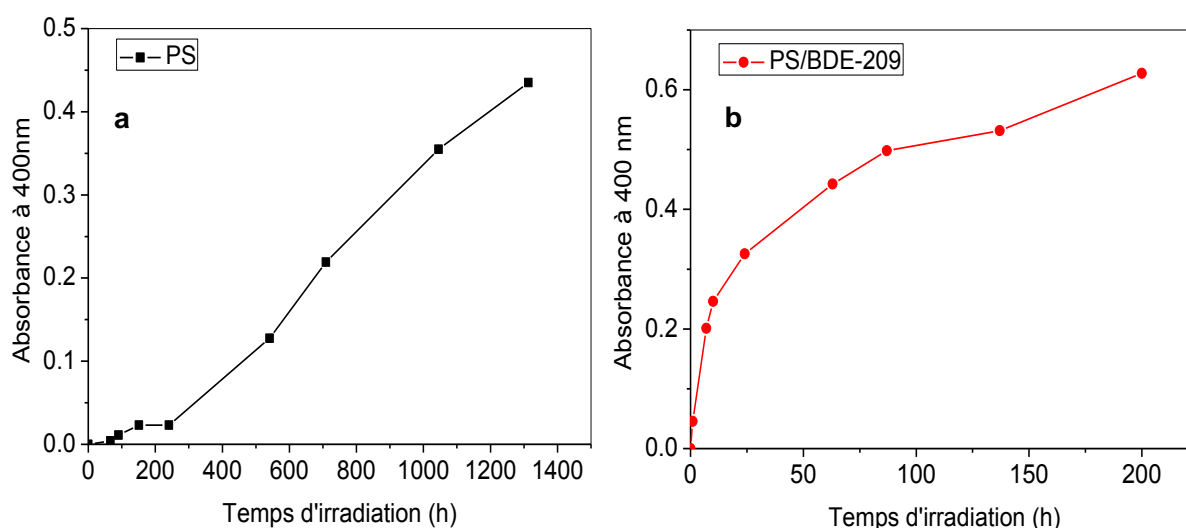 PS
a
Absorbance à 400nm
0.5
0.4
0.3
0.2
0.1
0.0
0 200 400 600 800 1000 1200 1400
Temps d'irradiation (h)
PS/BDE-209
b
Absorbance à 400 nm
0.6
0.4
0.2
0.0
0 50 100 150 200
Temps d'irradiation (h)